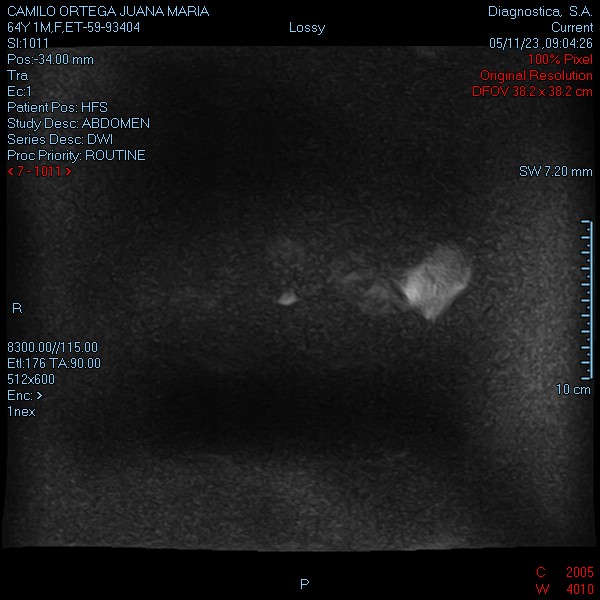 CAMILO ORTEGA JUANA MARIA
64Y 1M,F,ET-59-93404
SI:1011
Pos:-34.00 mm
Tra
Ec:1
Patient Pos: HFS
Study Desc: ABDOMEN
Series Desc: DWI
Proc Priority: ROUTINE
< 7 - 1011 >
Lossy
Diagnostica, S.A.
Current
05/11/23 ,09:04:26
100% Pixel
Original Resolution
DFOV 38.2 x 38.2 cm
SW 7.20 mm
R
10 cm
8300.00//115.00
Etl:176 TA:90.00
512x600
Enc: >
1nex
P
C 2005
W 4010